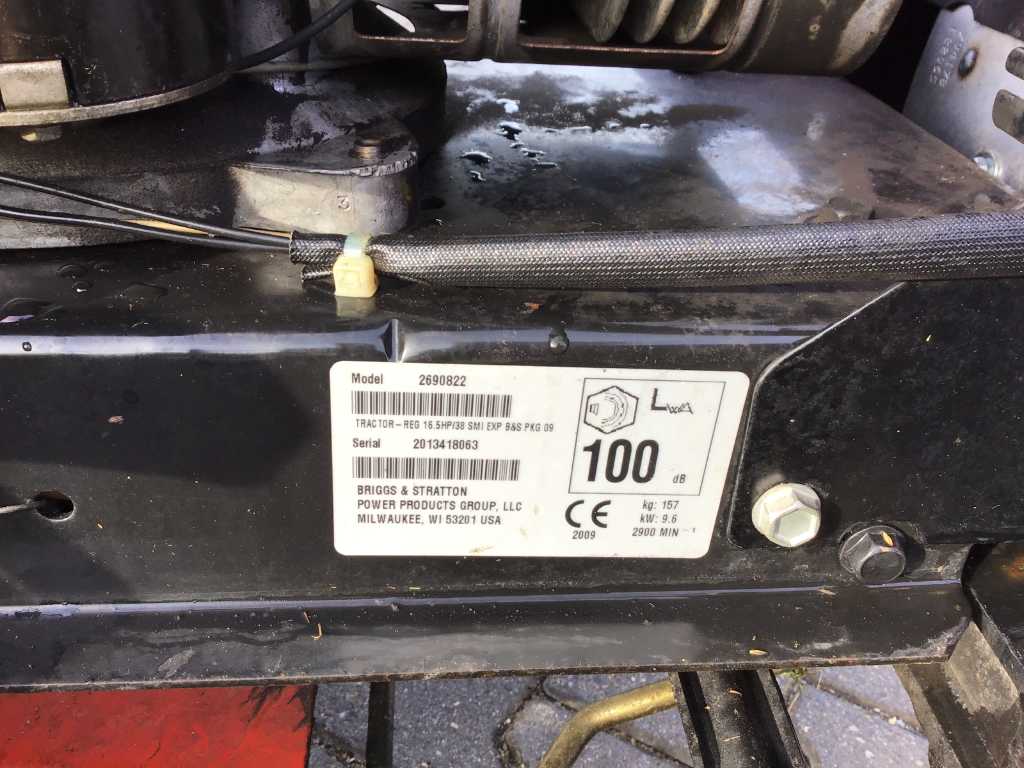 Model 2690822
TRACTOR-REG 16.5HP/38 SMI EXP B&S PKG 09
Serial 2013418063
BRIGGS & STRATTON
POWER PRODUCTS GROUP, LLC
MILWAUKEE, WI 53201 USA
LWA
100
dB
CE
2009
kg: 157
kW: 9.6
2900 MIN -1
3